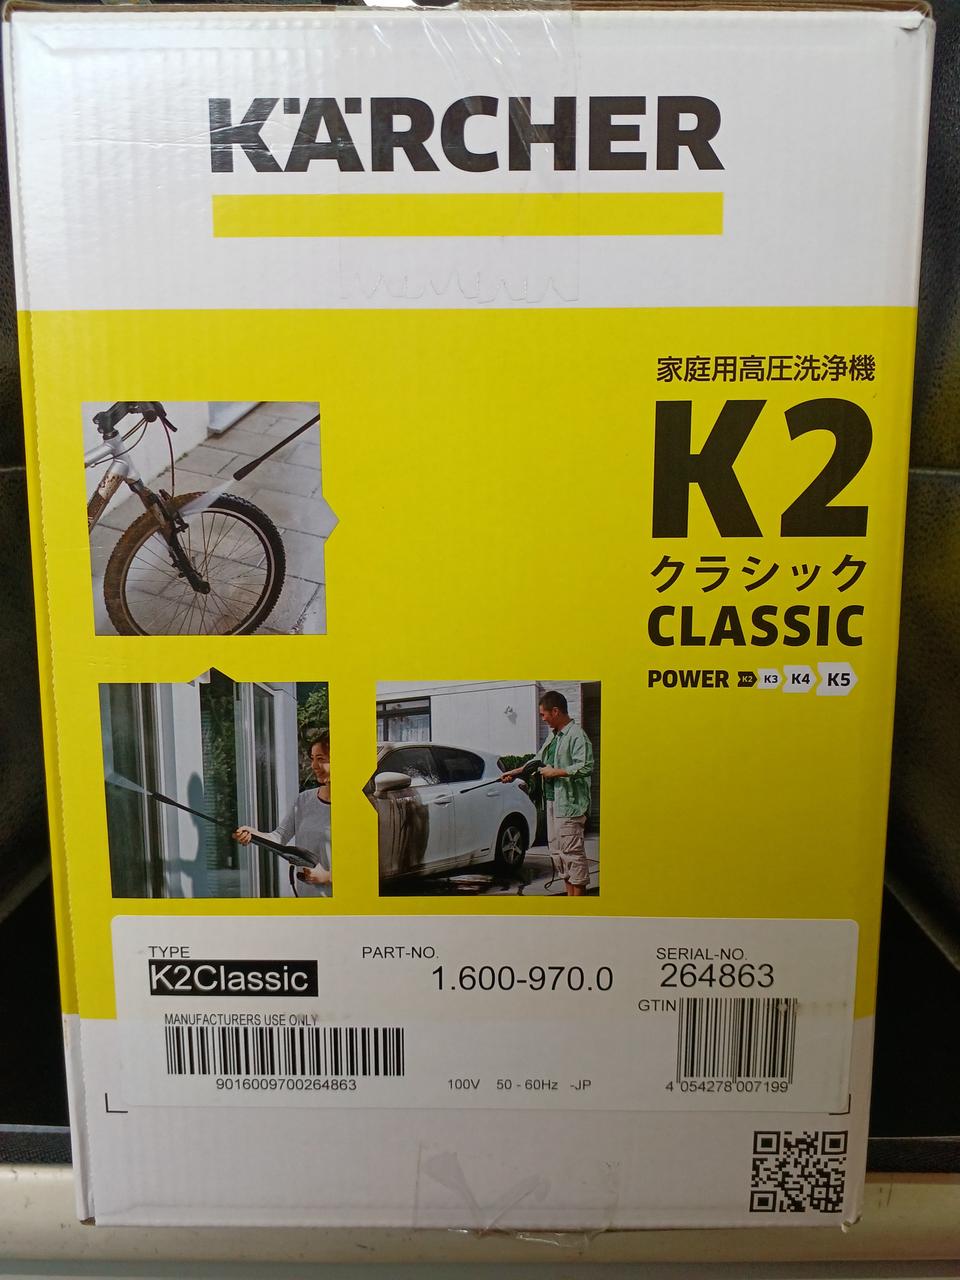 KÄRCHER
家庭用高圧洗浄機
K2
クラシック
CLASSIC
POWER K2 K3 K4 K5
TYPE
K2Classic
PART-NO.
1.600-970.0
SERIAL-NO.
264863
MANUFACTURERS USE ONLY
9016009700264863
100V 50 - 60Hz -JP
GTIN
4 054278 007199